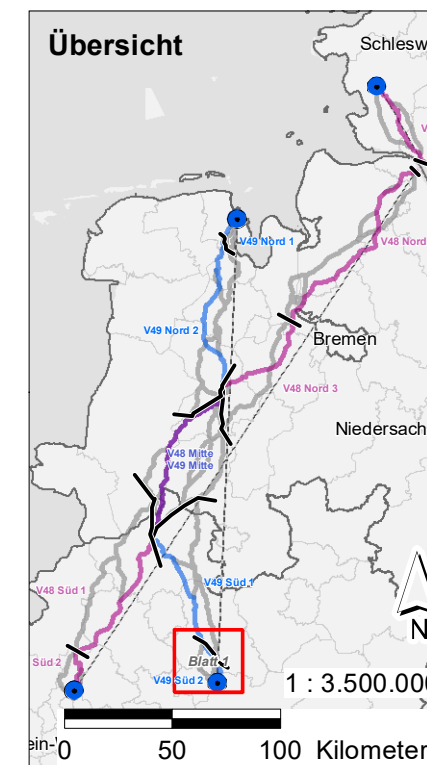 Übersicht
Schlesw
V
V49 Nord 1
V48 Nord
V49 Nord 2
Bremen
V48 Nord 3
Niedersach
V48 Mitte
V49 Mitte
V49 Süd 1
V48 Süd 1
Süd 2
Blatt 1
V49 Süd 2
N
1 : 3.500.000
ein-
0 50 100 Kilometer